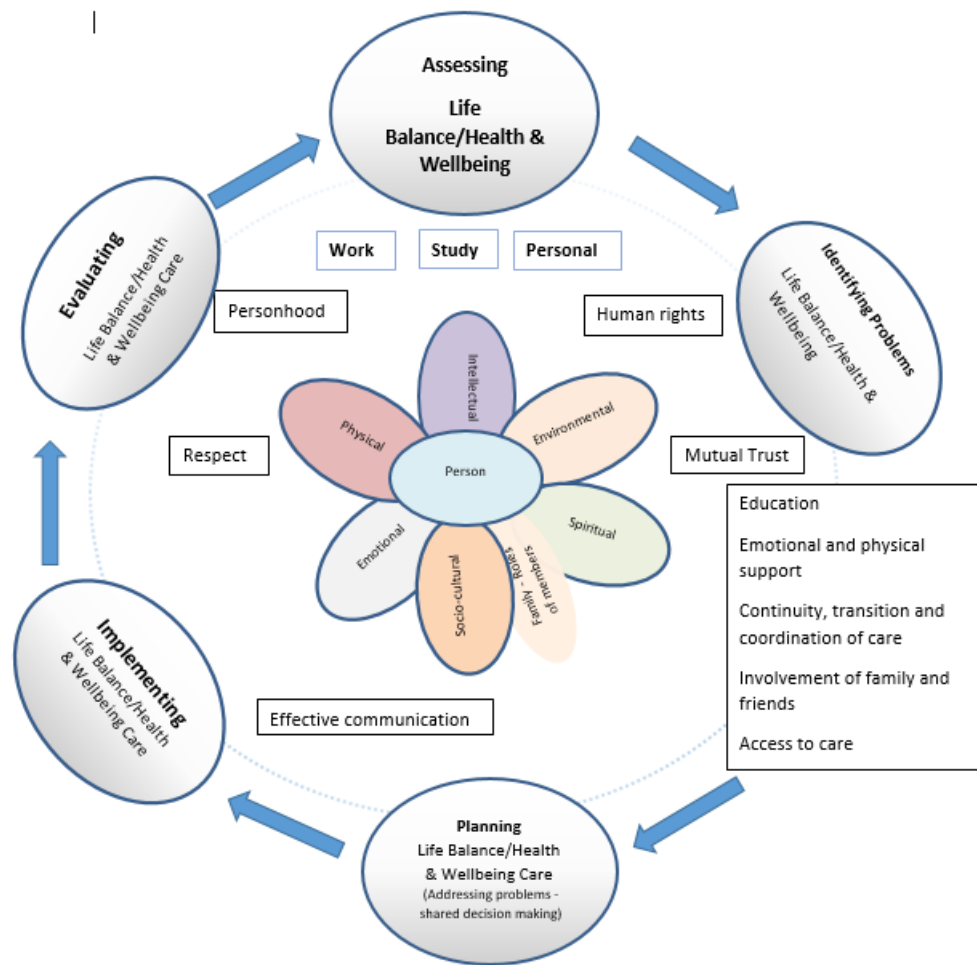 Assessing
Life
Balance/Health &
Wellbeing
Work
Study
Personal
Evaluating
Life Balance/Health
& Wellbeing Care
Identifying Problems
Life Balance/Health &
Wellbeing
Personhood
Human rights
Intellectual
Physical
Environmental
Respect
Person
Mutual Trust
Emotional
Spiritual
Socio-cultural
Family - Roles
of members
Education
Emotional and physical
support
Continuity, transition and
coordination of care
Involvement of family and
friends
Access to care
Implementing
Life Balance/Health
& Wellbeing Care
Effective communication
Planning
Life Balance/Health
& Wellbeing Care
(Addressing problems -
shared decision making)